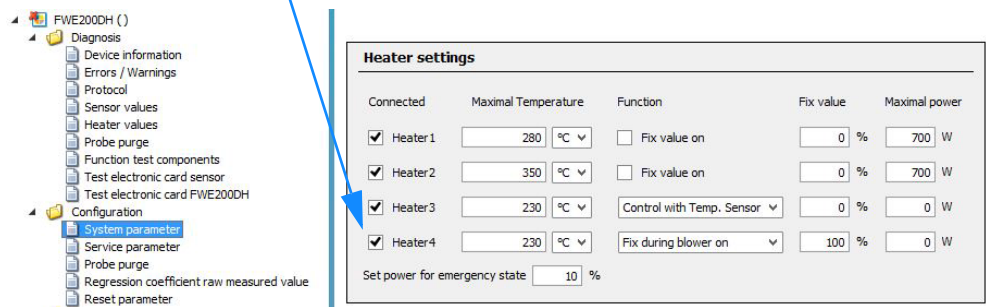 FWE200DH ( )
Diagnosis
Device information
Errors / Warnings
Protocol
Sensor values
Heater values
Probe purge
Function test components
Test electronic card sensor
Test electronic card FWE200DH
Configuration
System parameter
Service parameter
Probe purge
Regression coefficient raw measured value
Reset parameter
Heater settings
Connected Maximal Temperature Function Fix value Maximal power
Heater1 280 °C Fix value on 0 % 700 W
Heater2 350 °C Fix value on 0 % 700 W
Heater3 230 °C Control with Temp. Sensor 0 % 0 W
Heater4 230 °C Fix during blower on 100 % 0 W
Set power for emergency state 10 %